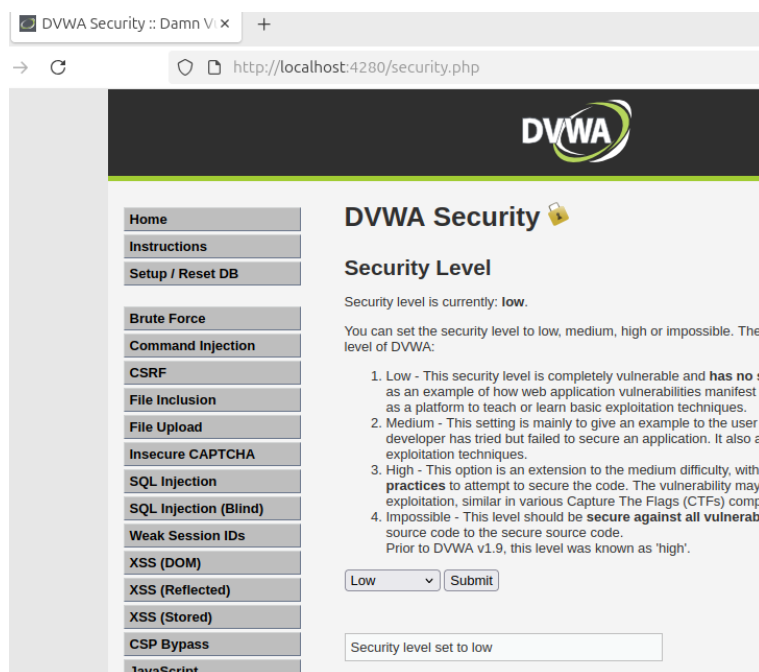 DVWA Security :: Damn Vu
http://localhost:4280/security.php
DVWA
Home
Instructions
Setup / Reset DB
Brute Force
Command Injection
CSRF
File Inclusion
File Upload
Insecure CAPTCHA
SQL Injection
SQL Injection (Blind)
Weak Session IDs
XSS (DOM)
XSS (Reflected)
XSS (Stored)
CSP Bypass
JavaScript
DVWA Security
Security Level
Security level is currently: low.
You can set the security level to low, medium, high or impossible. The
level of DVWA:
1. Low - This security level is completely vulnerable and has no s
as an example of how web application vulnerabilities manifest
as a platform to teach or learn basic exploitation techniques.
2. Medium - This setting is mainly to give an example to the user
developer has tried but failed to secure an application. It also a
exploitation techniques.
3. High - This option is an extension to the medium difficulty, with
practices to attempt to secure the code. The vulnerability may
exploitation, similar in various Capture The Flags (CTFs) comp
4. Impossible - This level should be secure against all vulnerab
source code to the secure source code.
Prior to DVWA v1.9, this level was known as 'high'.
Low Submit
Security level set to low